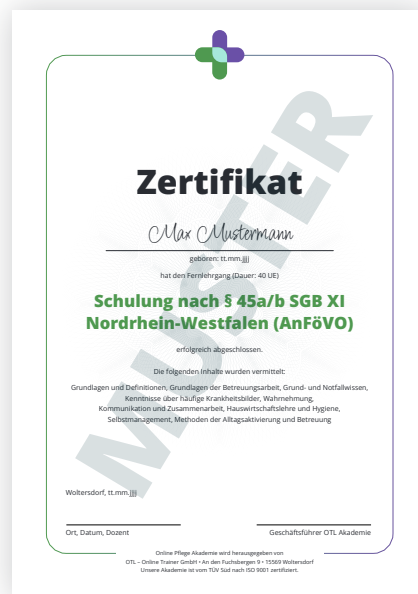 MUSTER
Zertifikat
Max Mustermann
geboren: tt.mm.jjjj
hat den Fernlehrgang (Dauer: 40 UE)
Schulung nach § 45a/b SGB XI
Nordrhein-Westfalen (AnFöVO)
erfolgreich abgeschlossen.
Die folgenden Inhalte wurden vermittelt:
Grundlagen und Definitionen, Grundlagen der Betreuungsarbeit, Grund- und Notfallwissen,
Kenntnisse über häufige Krankheitsbilder, Wahrnehmung,
Kommunikation und Zusammenarbeit, Hauswirtschaftslehre und Hygiene,
Selbstmanagement, Methoden der Alltagsaktivierung und Betreuung
Woltersdorf, tt.mm.jjjj
Ort, Datum, Dozent
Geschäftsführer OTL Akademie
Online Pflege Akademie wird herausgegeben von
OTL – Online Trainer GmbH • An den Fuchsbergen 9 • 15569 Woltersdorf
Unsere Akademie ist vom TÜV Süd nach ISO 9001 zertifiziert.